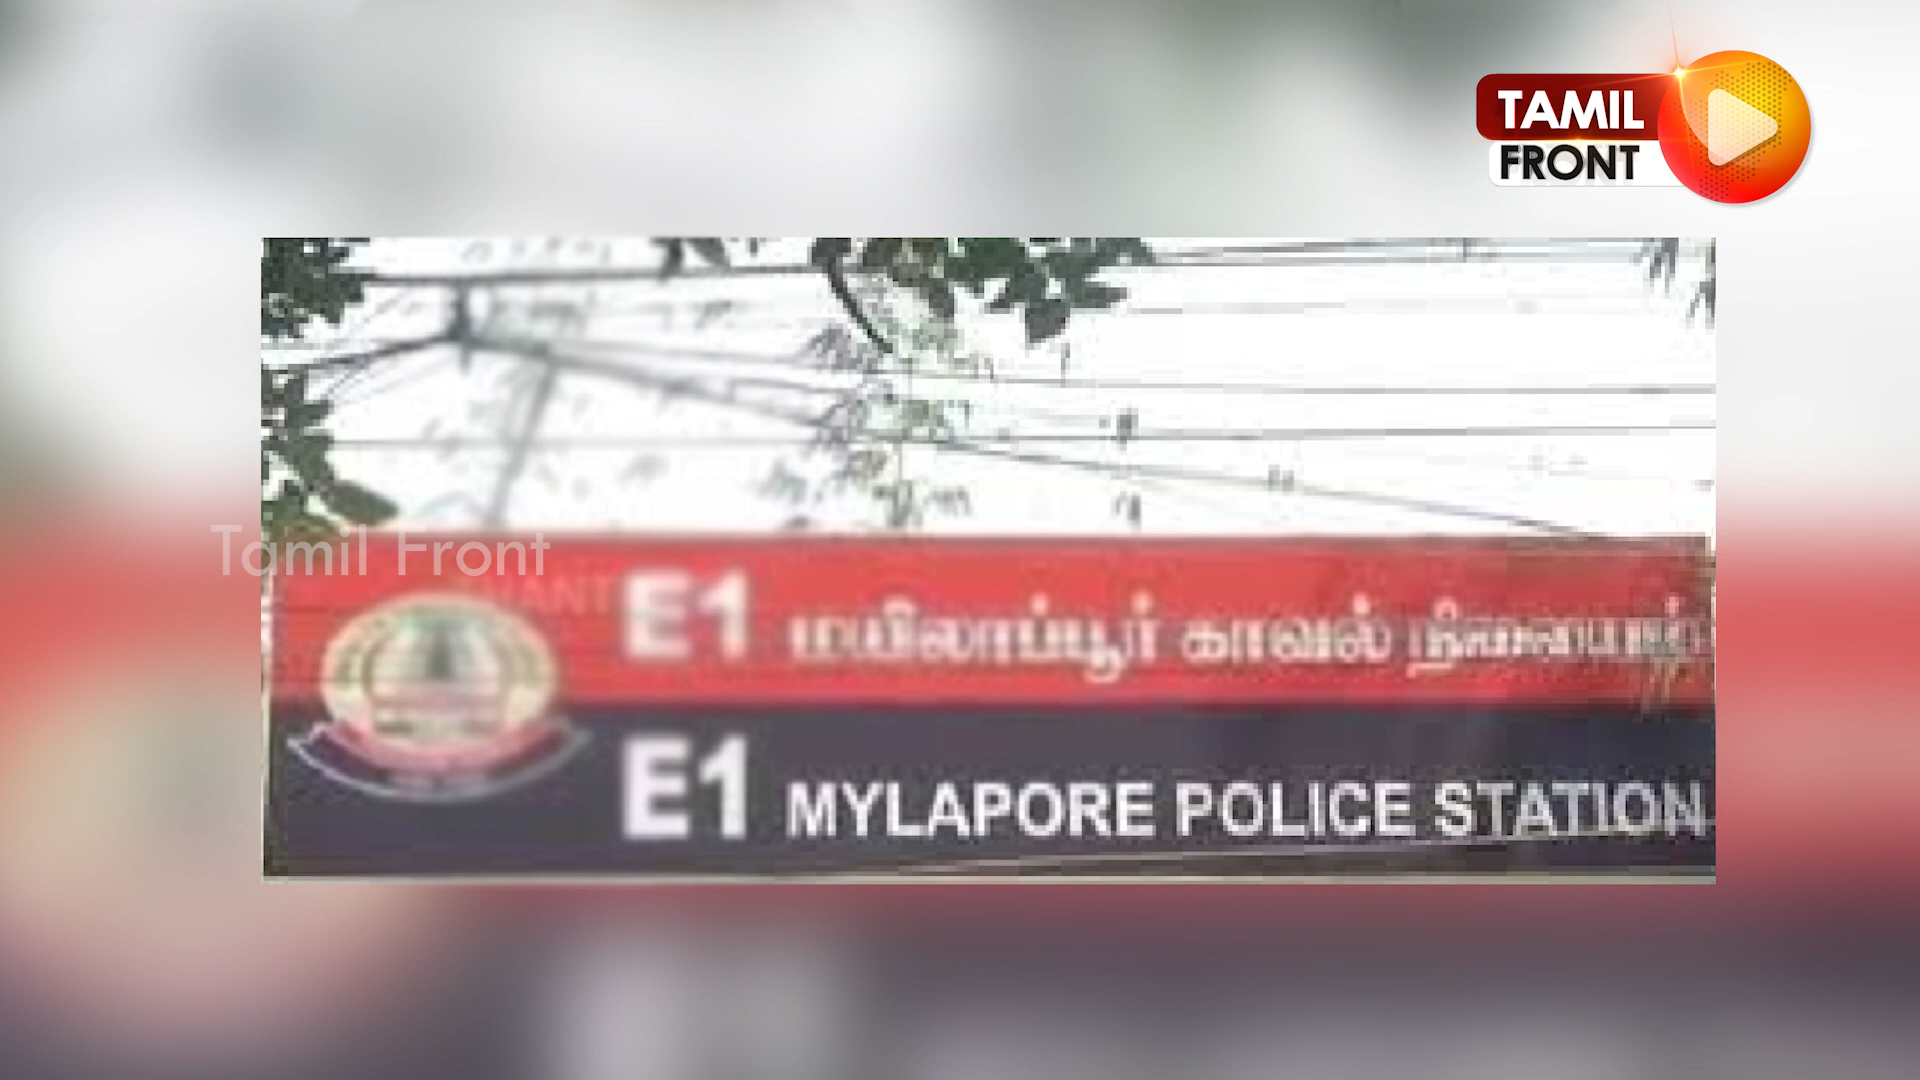 TAMIL
FRONT
Tamil Front
E1 மயிலாப்பூர் காவல் நிலையம்
E1 MYLAPORE POLICE STATION